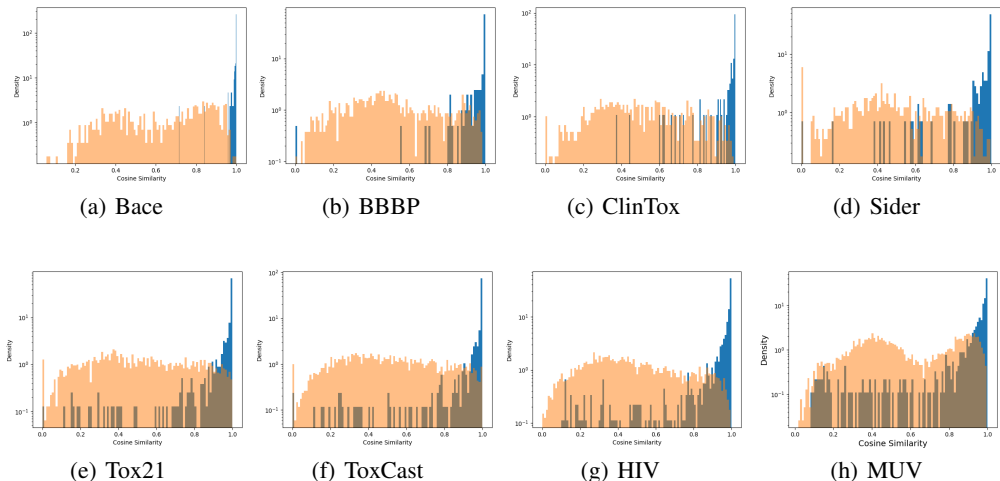 10²
10¹
10⁰
Density
0.2 0.4 0.6 0.8 1.0
Cosine Similarity
(a) Bace
10¹
10⁰
10⁻¹
Density
0.0 0.2 0.4 0.6 0.8 1.0
Cosine Similarity
(b) BBBP
10²
10¹
10⁰
Density
0.0 0.2 0.4 0.6 0.8 1.0
Cosine Similarity
(c) ClinTox
10¹
10⁰
Density
0.0 0.2 0.4 0.6 0.8 1.0
Cosine Similarity
(d) Sider
10¹
10⁰
10⁻¹
Density
0.0 0.2 0.4 0.6 0.8 1.0
Cosine Similarity
(e) Tox21
10²
10¹
10⁰
10⁻¹
Density
0.0 0.2 0.4 0.6 0.8 1.0
Cosine Similarity
(f) ToxCast
10¹
10⁰
10⁻¹
Density
0.0 0.2 0.4 0.6 0.8 1.0
Cosine Similarity
(g) HIV
10¹
10⁰
10⁻¹
Density
0.0 0.2 0.4 0.6 0.8 1.0
Cosine Similarity
(h) MUV